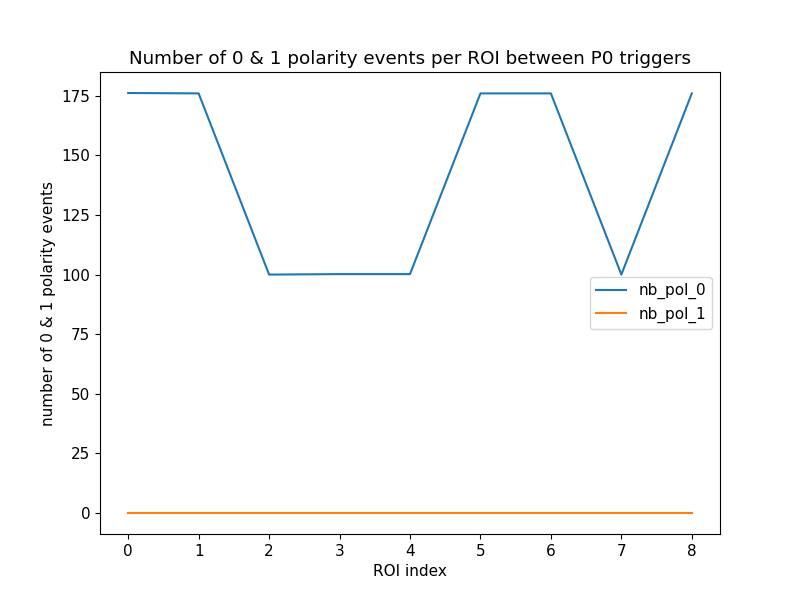 Number of 0 & 1 polarity events per ROI between P0 triggers
number of 0 & 1 polarity events
175
150
125
100
75
50
25
0
nb_pol_0
nb_pol_1
0 1 2 3 4 5 6 7 8
ROI index